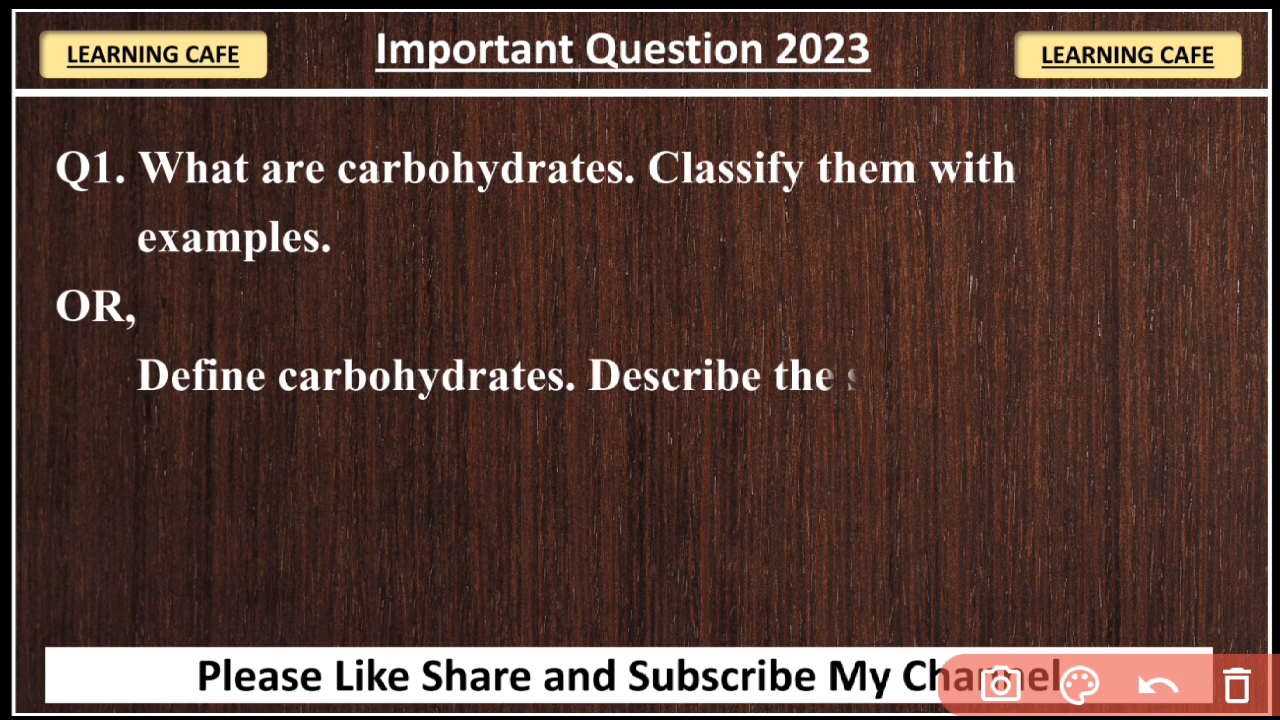 LEARNING CAFE
Important Question 2023
LEARNING CAFE
Q1. What are carbohydrates. Classify them with
examples.
OR,
Define carbohydrates. Describe the
Please Like Share and Subscribe My Channel